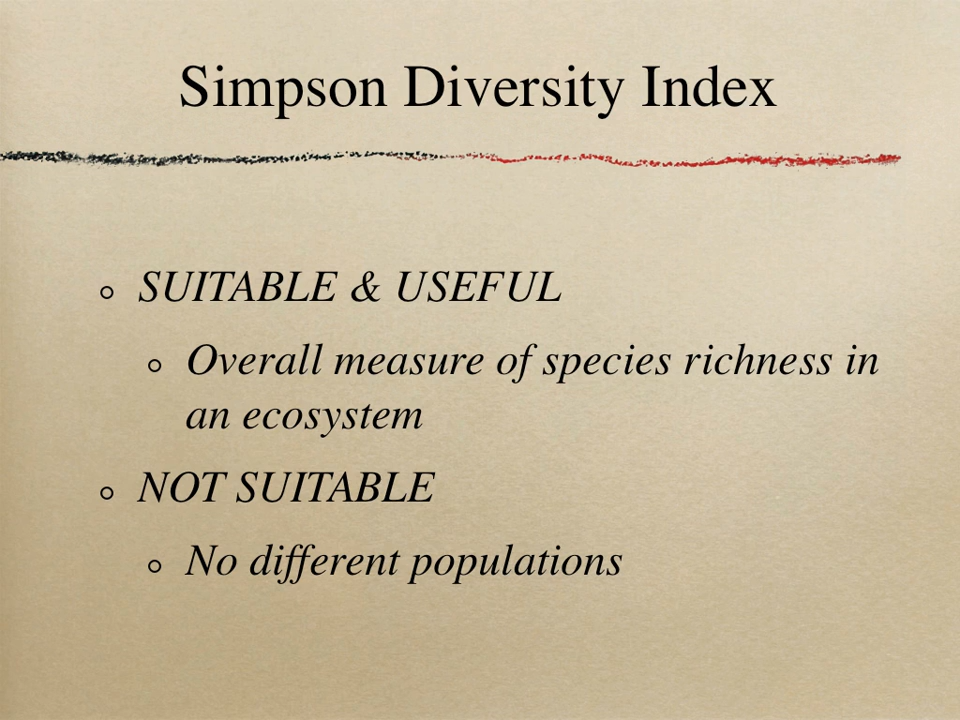 Simpson Diversity Index
SUITABLE & USEFUL
Overall measure of species richness in
an ecosystem
NOT SUITABLE
No different populations